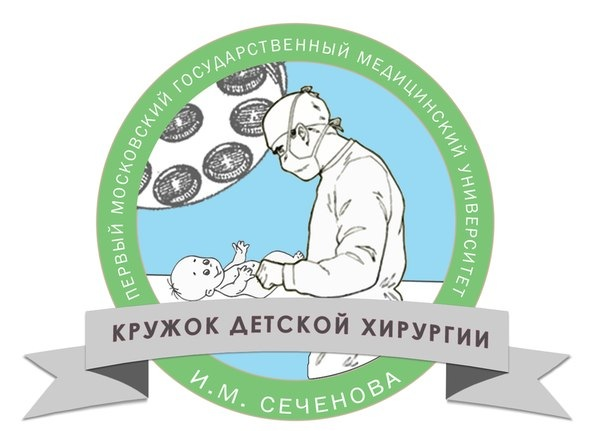 ПЕРВЫЙ МОСКОВСКИЙ ГОСУДАРСТВЕННЫЙ МЕДИЦИНСКИЙ УНИВЕРСИТЕТ
КРУЖОК ДЕТСКОЙ ХИРУРГИИ
И.М. СЕЧЕНОВА